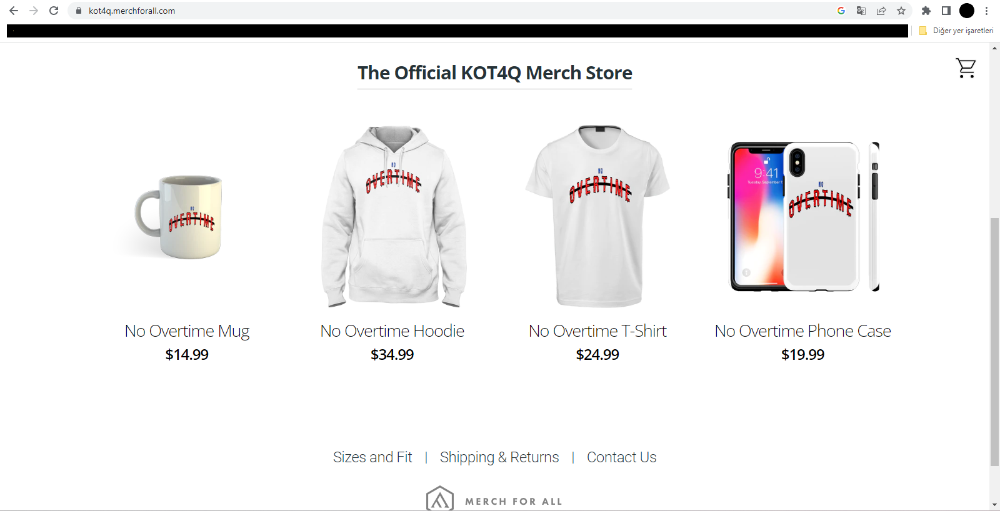 kot4q.merchforall.com
Diğer yer işaretleri
The Official KOT4Q Merch Store
NO
OVERTIME
NO
OVERTIME
NO
OVERTIME
9:41
Tuesday, September 1
NO
OVERTIME
No Overtime Mug
$14.99
No Overtime Hoodie
$34.99
No Overtime T-Shirt
$24.99
No Overtime Phone Case
$19.99
Sizes and Fit | Shipping & Returns | Contact Us
MERCH FOR ALL